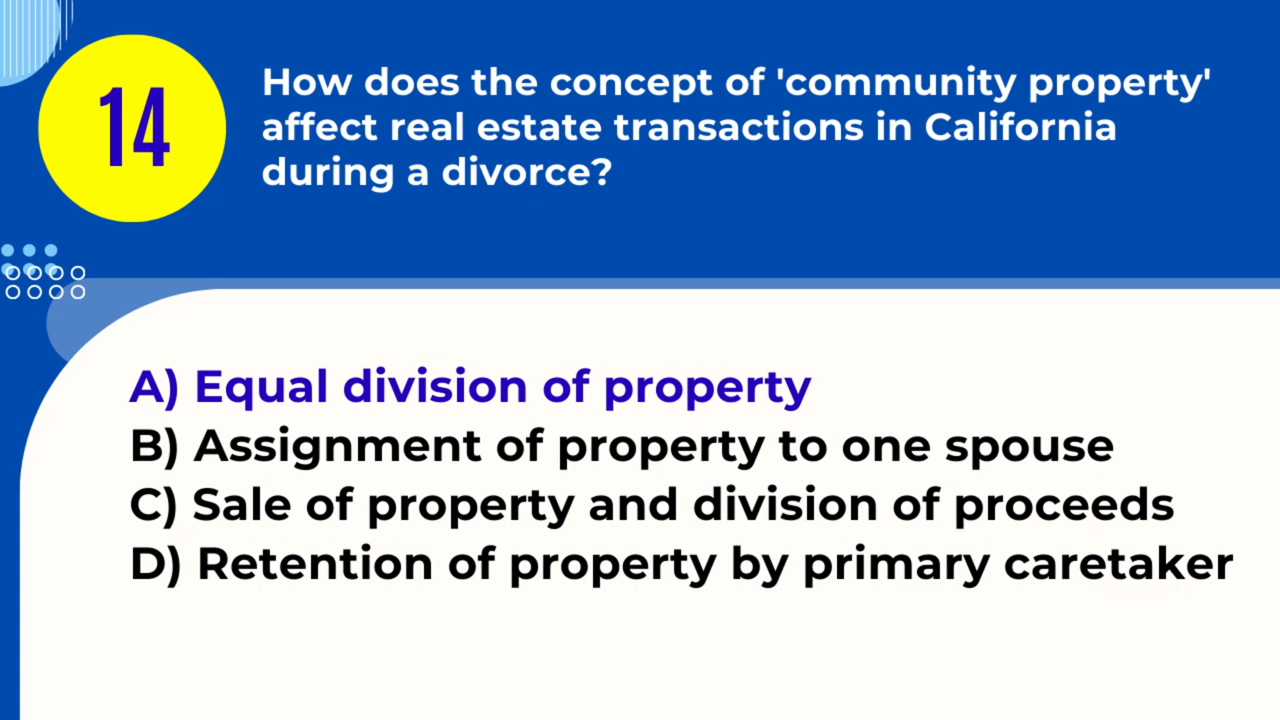 14
How does the concept of 'community property'
affect real estate transactions in California
during a divorce?
A) Equal division of property
B) Assignment of property to one spouse
C) Sale of property and division of proceeds
D) Retention of property by primary caretaker